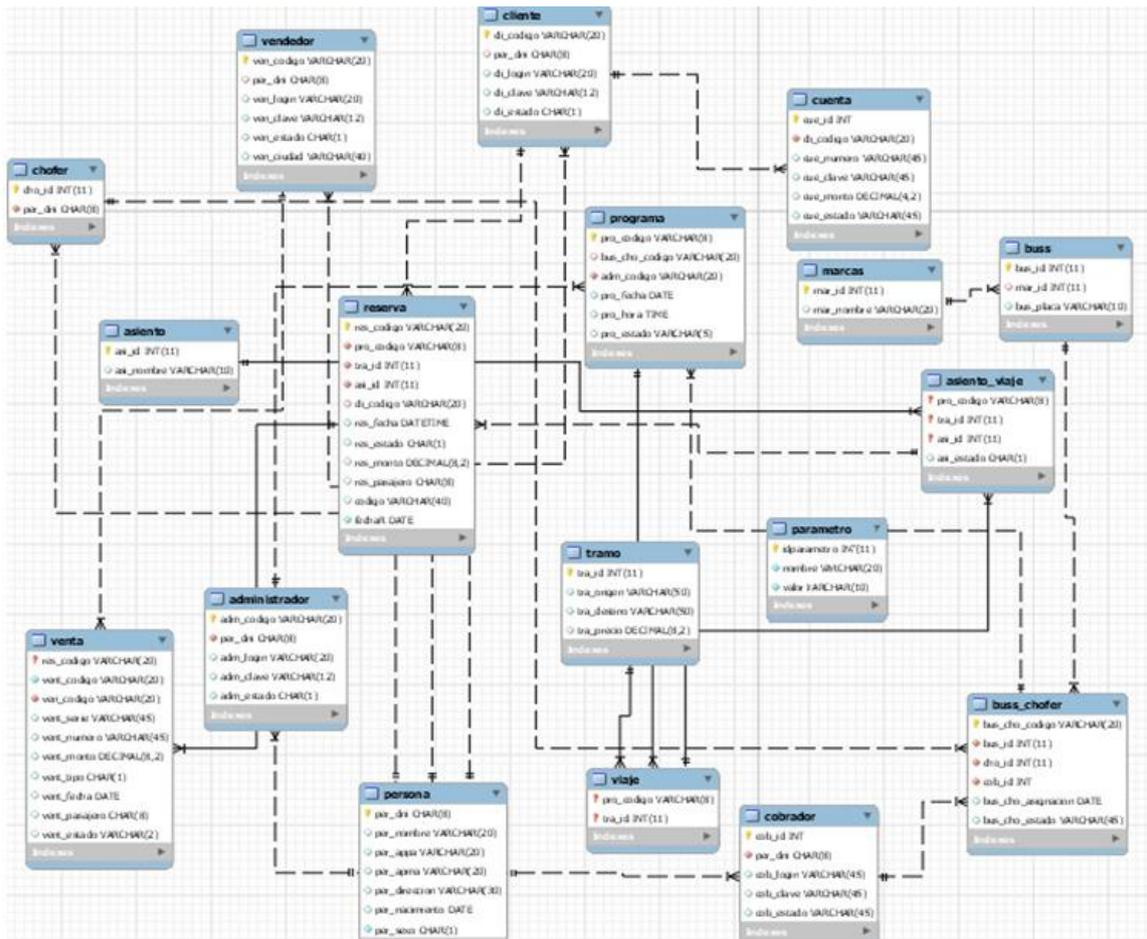 cliente
cli_codigo VARCHAR(20)
per_dni CHAR(8)
cli_login VARCHAR(20)
cli_clave VARCHAR(12)
cli_estado CHAR(1)
Indexes
vendedor
ven_codigo VARCHAR(20)
per_dni CHAR(8)
ven_login VARCHAR(20)
ven_clave VARCHAR(12)
ven_estado CHAR(1)
ven_ciudad VARCHAR(40)
Indexes
cuenta
cue_id INT
cli_codigo VARCHAR(20)
cue_numero VARCHAR(45)
cue_clave VARCHAR(45)
cue_monto DECIMAL(4,2)
cue_estado VARCHAR(45)
Indexes
chofer
cho_id INT(11)
per_dni CHAR(8)
Indexes
programa
pro_codigo VARCHAR(8)
bus_cho_codigo VARCHAR(20)
adm_codigo VARCHAR(20)
pro_fecha DATE
pro_hora TIME
pro_estado VARCHAR(5)
Indexes
buss
bus_id INT(11)
mar_id INT(11)
bus_placa VARCHAR(10)
Indexes
marcas
mar_id INT(11)
mar_nombre VARCHAR(20)
Indexes
reserva
res_codigo VARCHAR(20)
pro_codigo VARCHAR(8)
tra_id INT(11)
asi_id INT(11)
cli_codigo VARCHAR(20)
res_fecha DATETIME
res_estado CHAR(1)
res_monto DECIMAL(8,2)
res_pasajero CHAR(8)
codigo VARCHAR(40)
fechaR DATE
Indexes
asiento
asi_id INT(11)
asi_nombre VARCHAR(10)
Indexes
asiento_viaje
pro_codigo VARCHAR(8)
tra_id INT(11)
asi_id INT(11)
asi_estado CHAR(1)
Indexes
parametro
idparametro INT(11)
nombre VARCHAR(20)
valor VARCHAR(10)
Indexes
tramo
tra_id INT(11)
tra_origen VARCHAR(50)
tra_destino VARCHAR(50)
tra_precio DECIMAL(8,2)
Indexes
administrador
adm_codigo VARCHAR(20)
per_dni CHAR(8)
adm_login VARCHAR(20)
adm_clave VARCHAR(12)
adm_estado CHAR(1)
Indexes
venta
res_codigo VARCHAR(20)
vent_codigo VARCHAR(20)
ven_codigo VARCHAR(20)
vent_serie VARCHAR(45)
vent_numero VARCHAR(45)
vent_monto DECIMAL(8,2)
vent_tipo CHAR(1)
vent_fecha DATE
vent_pasajero CHAR(8)
vent_estado VARCHAR(2)
Indexes
buss_chofer
bus_cho_codigo VARCHAR(20)
bus_id INT(11)
cho_id INT(11)
cob_id INT
bus_cho_asignacion DATE
bus_cho_estado VARCHAR(45)
Indexes
viaje
pro_codigo VARCHAR(8)
tra_id INT(11)
Indexes
persona
per_dni CHAR(8)
per_nombre VARCHAR(20)
per_appa VARCHAR(20)
per_apma VARCHAR(20)
per_direccion VARCHAR(30)
per_nacimiento DATE
per_sexo CHAR(1)
cobrador
cob_id INT
per_dni CHAR(8)
cob_login VARCHAR(45)
cob_clave VARCHAR(45)
cob_estado VARCHAR(45)
Indexes